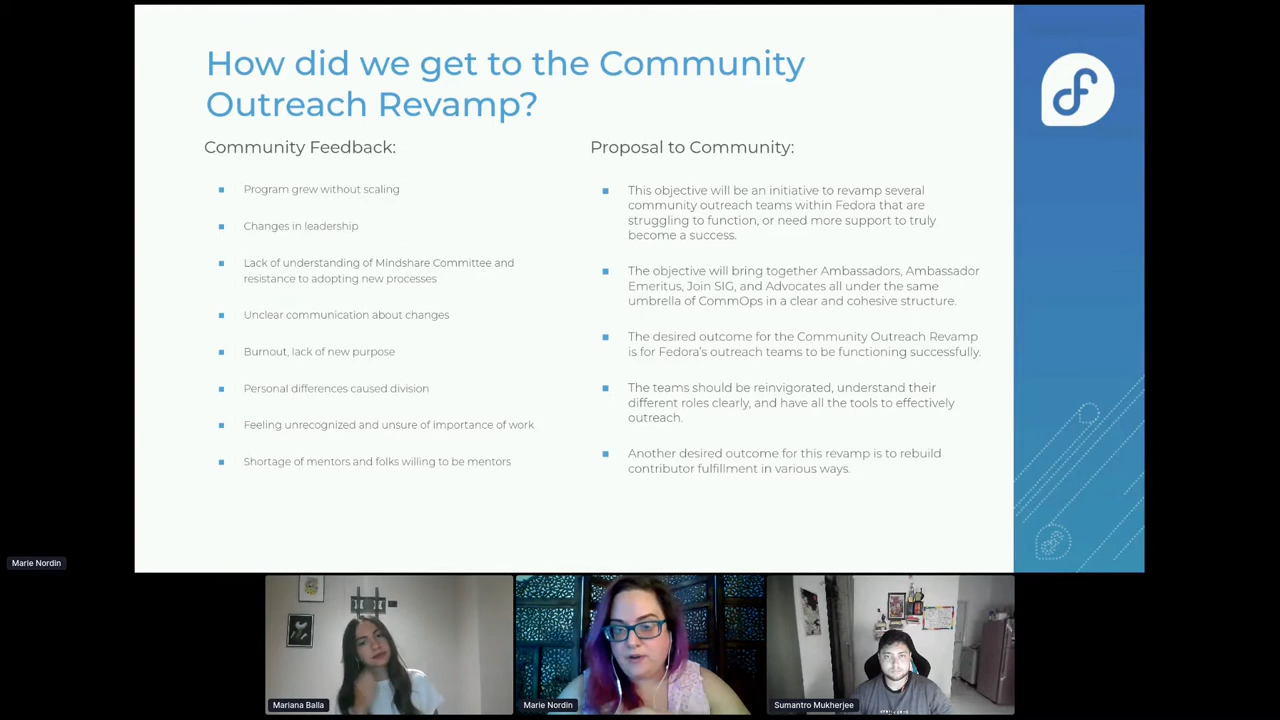 How did we get to the Community
Outreach Revamp?
Community Feedback:
Program grew without scaling
Changes in leadership
Lack of understanding of Mindshare Committee and
resistance to adopting new processes
Unclear communication about changes
Burnout, lack of new purpose
Personal differences caused division
Feeling unrecognized and unsure of importance of work
Shortage of mentors and folks willing to be mentors
Proposal to Community:
This objective will be an initiative to revamp several
community outreach teams within Fedora that are
struggling to function, or need more support to truly
become a success.
The objective will bring together Ambassadors, Ambassador
Emeritus, Join SIG, and Advocates all under the same
umbrella of CommOps in a clear and cohesive structure.
The desired outcome for the Community Outreach Revamp
is for Fedora's outreach teams to be functioning successfully.
The teams should be reinvigorated, understand their
different roles clearly, and have all the tools to effectively
outreach.
Another desired outcome for this revamp is to rebuild
contributor fulfillment in various ways.
Marie Nordin
Mariana Balla
Marie Nordin
Sumantro Mukherjee